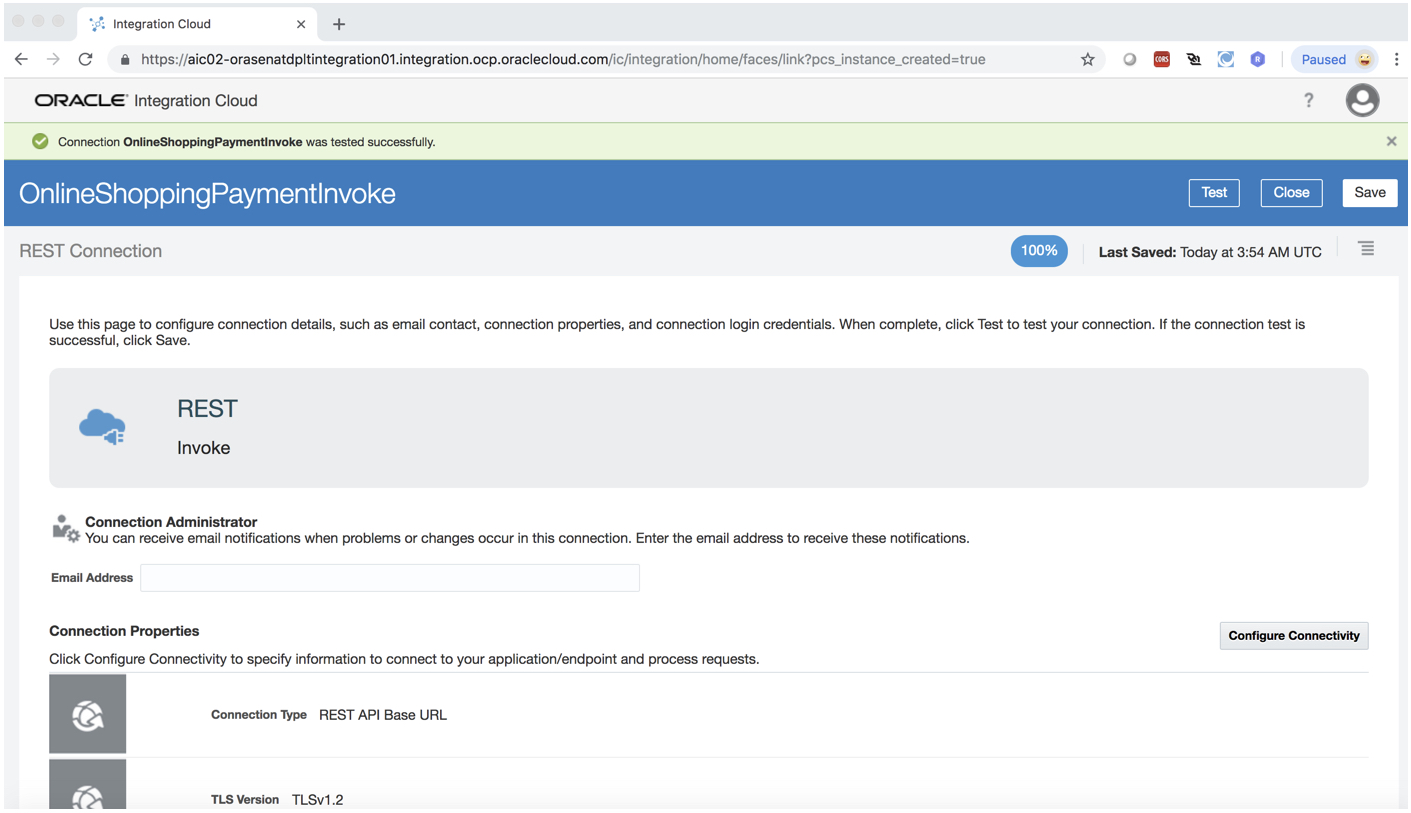 Integration Cloud
https://aic02-orasenatdpltintegration01.integration.ocp.oraclecloud.com/ic/integration/home/faces/link?pcs_instance_created=true
CORS
R
Paused
ORACLE® Integration Cloud
?
Connection OnlineShoppingPaymentInvoke was tested successfully.
OnlineShoppingPaymentInvoke
Test
Close
Save
REST Connection
100%
Last Saved: Today at 3:54 AM UTC
Use this page to configure connection details, such as email contact, connection properties, and connection login credentials. When complete, click Test to test your connection. If the connection test is
successful, click Save.
REST
Invoke
Connection Administrator
You can receive email notifications when problems or changes occur in this connection. Enter the email address to receive these notifications.
Email Address
Connection Properties
Configure Connectivity
Click Configure Connectivity to specify information to connect to your application/endpoint and process requests.
Connection Type REST API Base URL
TLS Version TLSv1.2